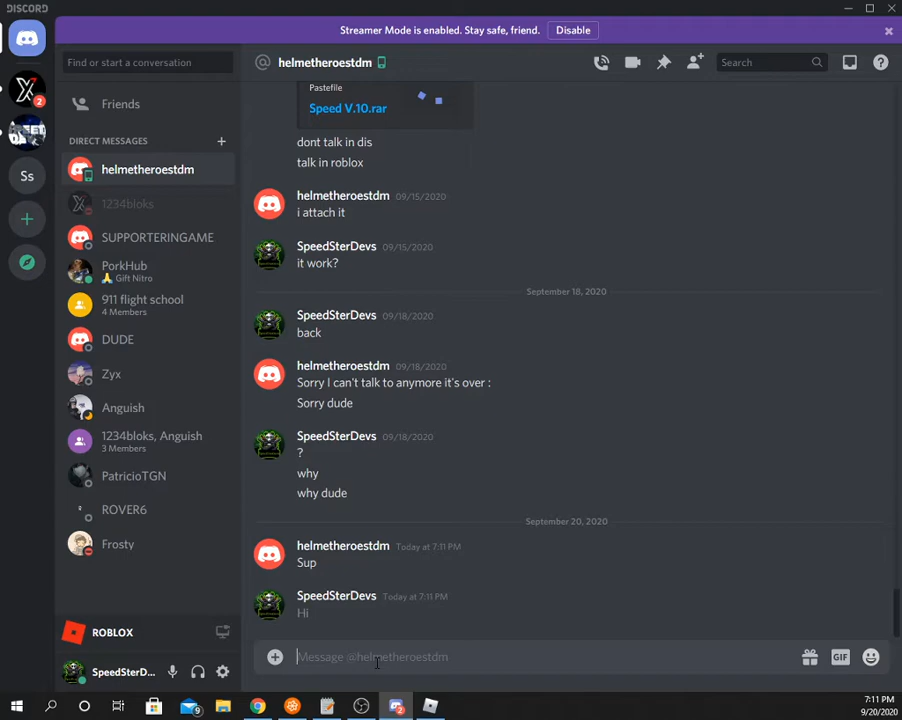 DISCORD
Streamer Mode is enabled. Stay safe, friend.
Disable
Find or start a conversation
@ helmetheroestdm
Search
Friends
DIRECT MESSAGES
helmetheroestdm
1234bloks
SUPPORTERINGAME
PorkHub
🙏 Gift Nitro
911 flight school
4 Members
DUDE
Zyx
Anguish
1234bloks, Anguish
3 Members
PatricioTGN
ROVER6
Frosty
ROBLOX
SpeedSterD...
2
Ss
Pastefile
Speed V.10.rar
dont talk in dis
talk in roblox
helmetheroestdm 09/15/2020
i attach it
SpeedSterDevs 09/15/2020
it work?
September 18, 2020
SpeedSterDevs 09/18/2020
back
helmetheroestdm 09/18/2020
Sorry I can't talk to anymore it's over :
Sorry dude
SpeedSterDevs 09/18/2020
?
why
why dude
September 20, 2020
helmetheroestdm Today at 7:11 PM
Sup
SpeedSterDevs Today at 7:11 PM
Hi
Message @helmetheroestdm
GIF
9
2
7:11 PM
9/20/2020